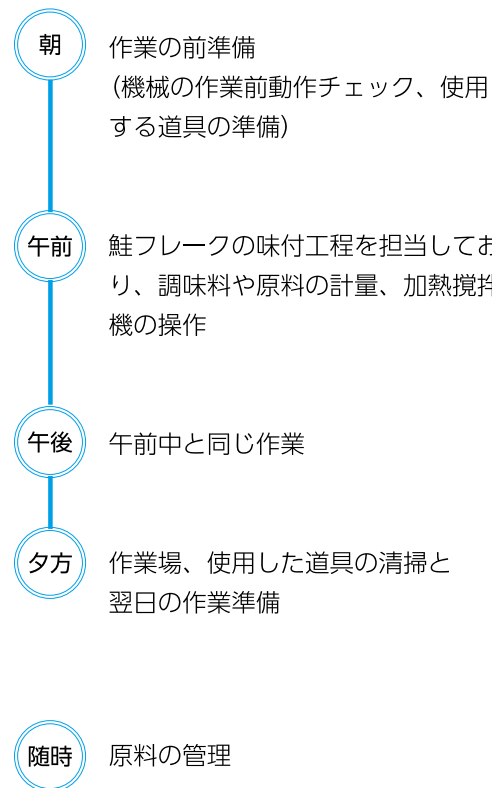 朝
作業の前準備
（機械の作業前動作チェック、使用
する道具の準備）
午前
鮭フレークの味付工程を担当してお
り、調味料や原料の計量、加熱撹拌
機の操作
午後
午前中と同じ作業
夕方
作業場、使用した道具の清掃と
翌日の作業準備
随時
原料の管理